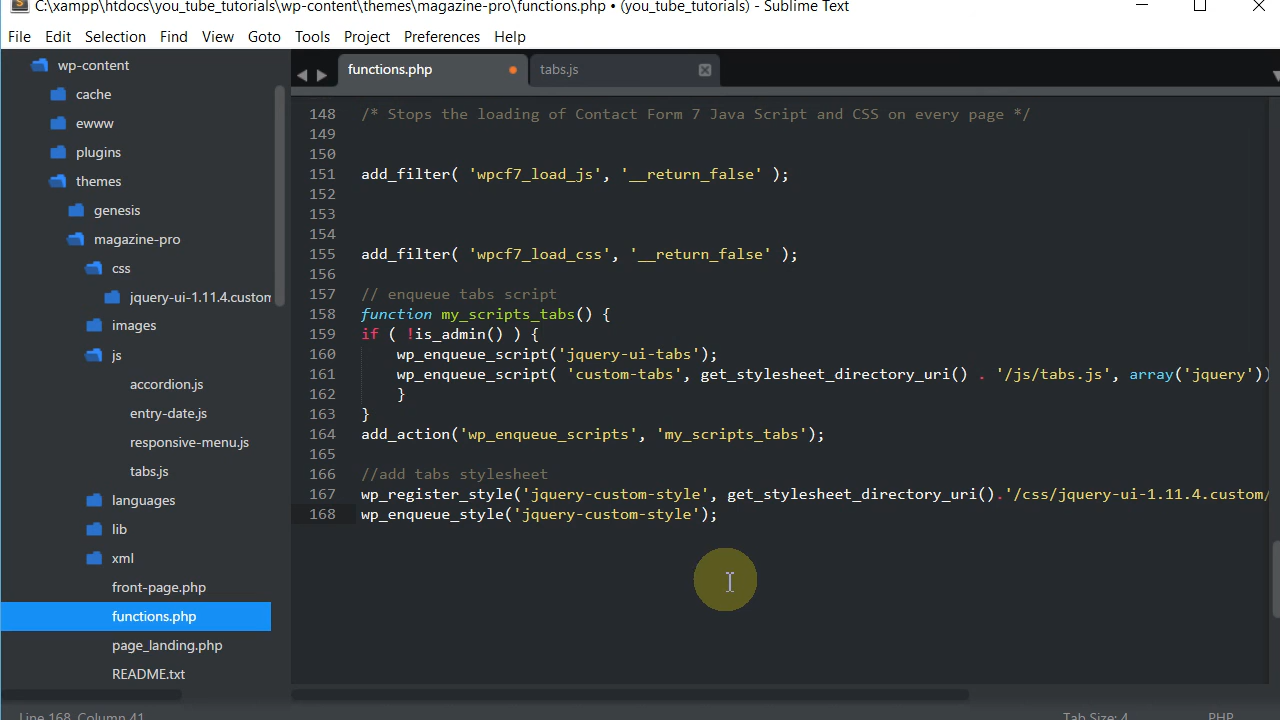 C:\xampp\htdocs\you_tube_tutorials\wp-content\themes\magazine-pro\functions.php • (you_tube_tutorials) - Sublime Text
File Edit Selection Find View Goto Tools Project Preferences Help
wp-content
cache
ewww
plugins
themes
genesis
magazine-pro
css
jquery-ui-1.11.4.custom
images
js
accordion.js
entry-date.js
responsive-menu.js
tabs.js
languages
lib
xml
front-page.php
functions.php
page_landing.php
README.txt
functions.php tabs.js
148 /* Stops the loading of Contact Form 7 Java Script and CSS on every page */
149
150
151 add_filter( 'wpcf7_load_js', '__return_false' );
152
153
154
155 add_filter( 'wpcf7_load_css', '__return_false' );
156
157 // enqueue tabs script
158 function my_scripts_tabs() {
159 if ( !is_admin() ) {
160 wp_enqueue_script('jquery-ui-tabs');
161 wp_enqueue_script( 'custom-tabs', get_stylesheet_directory_uri() . '/js/tabs.js', array('jquery'))
162 }
163 }
164 add_action('wp_enqueue_scripts', 'my_scripts_tabs');
165
166 //add tabs stylesheet
167 wp_register_style('jquery-custom-style', get_stylesheet_directory_uri().'/css/jquery-ui-1.11.4.custom/
168 wp_enqueue_style('jquery-custom-style');
Line 168, Column 41 Tab Size: 4 PHP